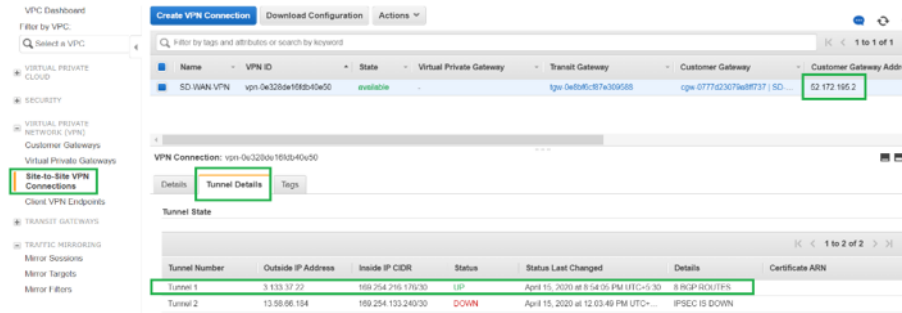 VPC Dashboard
Filter by VPC:
Select a VPC
VIRTUAL PRIVATE
CLOUD
SECURITY
VIRTUAL PRIVATE
NETWORK (VPN)
Customer Gateways
Virtual Private Gateways
Site-to-Site VPN
Connections
Client VPN Endpoints
TRANSIT GATEWAYS
TRAFFIC MIRRORING
Mirror Sessions
Mirror Targets
Mirror Filters
Create VPN Connection Download Configuration Actions
Filter by tags and attributes or search by keyword 1 to 1 of 1
Name VPN ID State Virtual Private Gateway Transit Gateway Customer Gateway Customer Gateway Addr
SD-WAN VPN vpn-0e328de16fdb40e50 available - tgw-0e8bf6cf87e309588 cgw-0777d23079a8ff737 | SD-... 52.172.195.2
VPN Connection: vpn-0e328de16fdb40e50
Details Tunnel Details Tags
Tunnel State
1 to 2 of 2
Tunnel Number Outside IP Address Inside IP CIDR Status Status Last Changed Details Certificate ARN
Tunnel 1 3.133.37.22 169.254.216.176/30 UP April 15, 2020 at 8:54:05 PM UTC+5:30 8 BGP ROUTES
Tunnel 2 13.58.66.184 169.254.133.240/30 DOWN April 15, 2020 at 12:03:49 PM UTC+... IPSEC IS DOWN